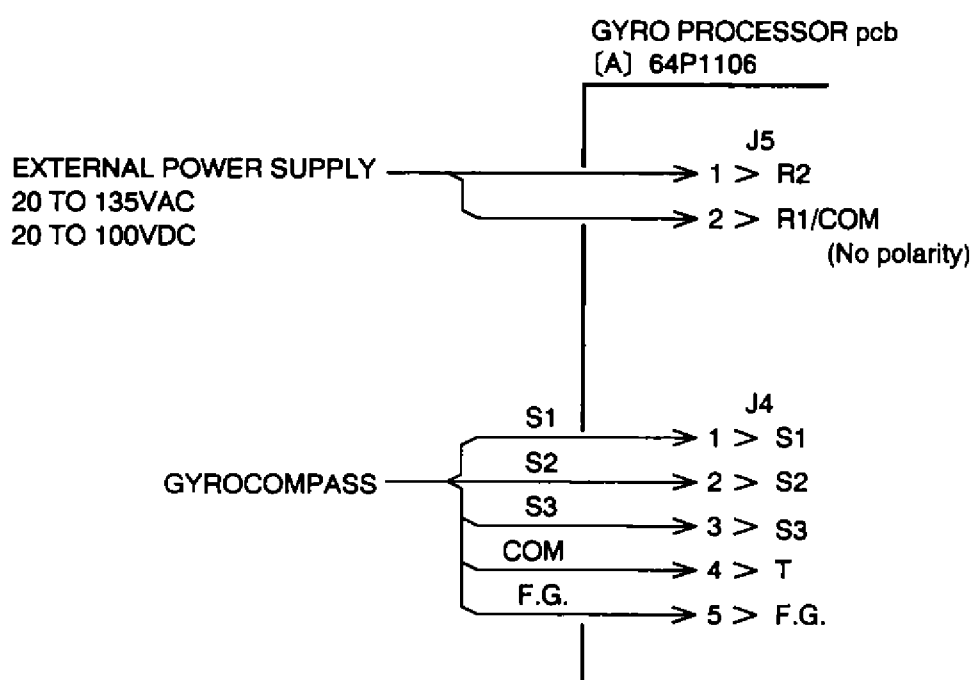 GYRO PROCESSOR pcb
[A] 64P1106
J5
EXTERNAL POWER SUPPLY
20 TO 135VAC
20 TO 100VDC
1 > R2
2 > R1/COM
(No polarity)
J4
GYROCOMPASS
S1 1 > S1
S2 2 > S2
S3 3 > S3
COM 4 > T
F.G. 5 > F.G.